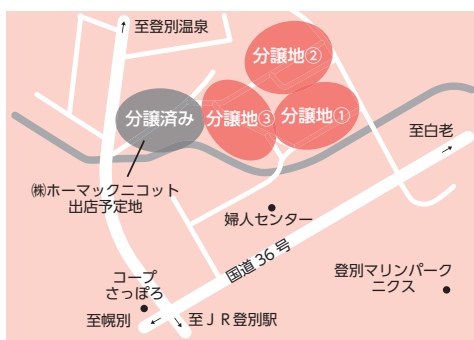 至登別温泉
分譲地②
分譲済み
分譲地③
分譲地①
至白老
㈱ホーマックニコット
出店予定地
婦人センター
国道36号
登別マリンパーク
ニクス
コープ
さっぽろ
至幌別
至ＪＲ登別駅